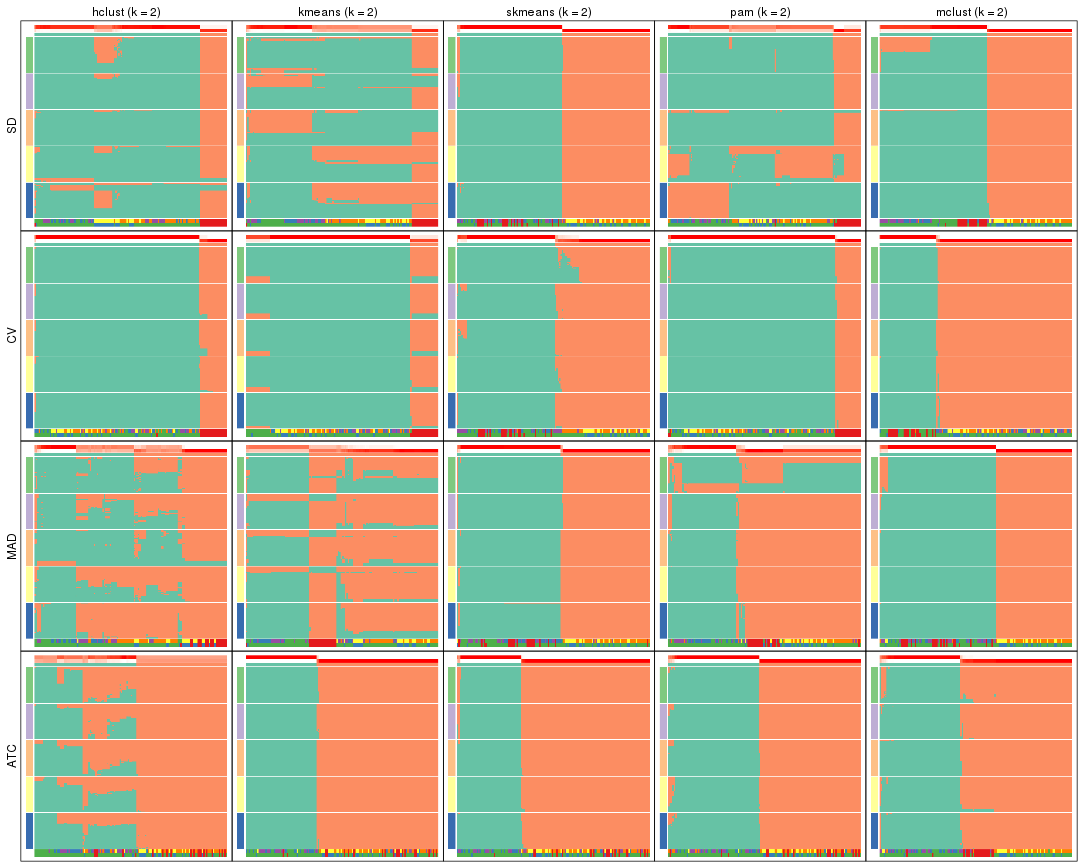 hclust (k = 2) kmeans (k = 2) skmeans (k = 2) pam (k = 2) mclust (k = 2)
SD
CV
MAD
ATC